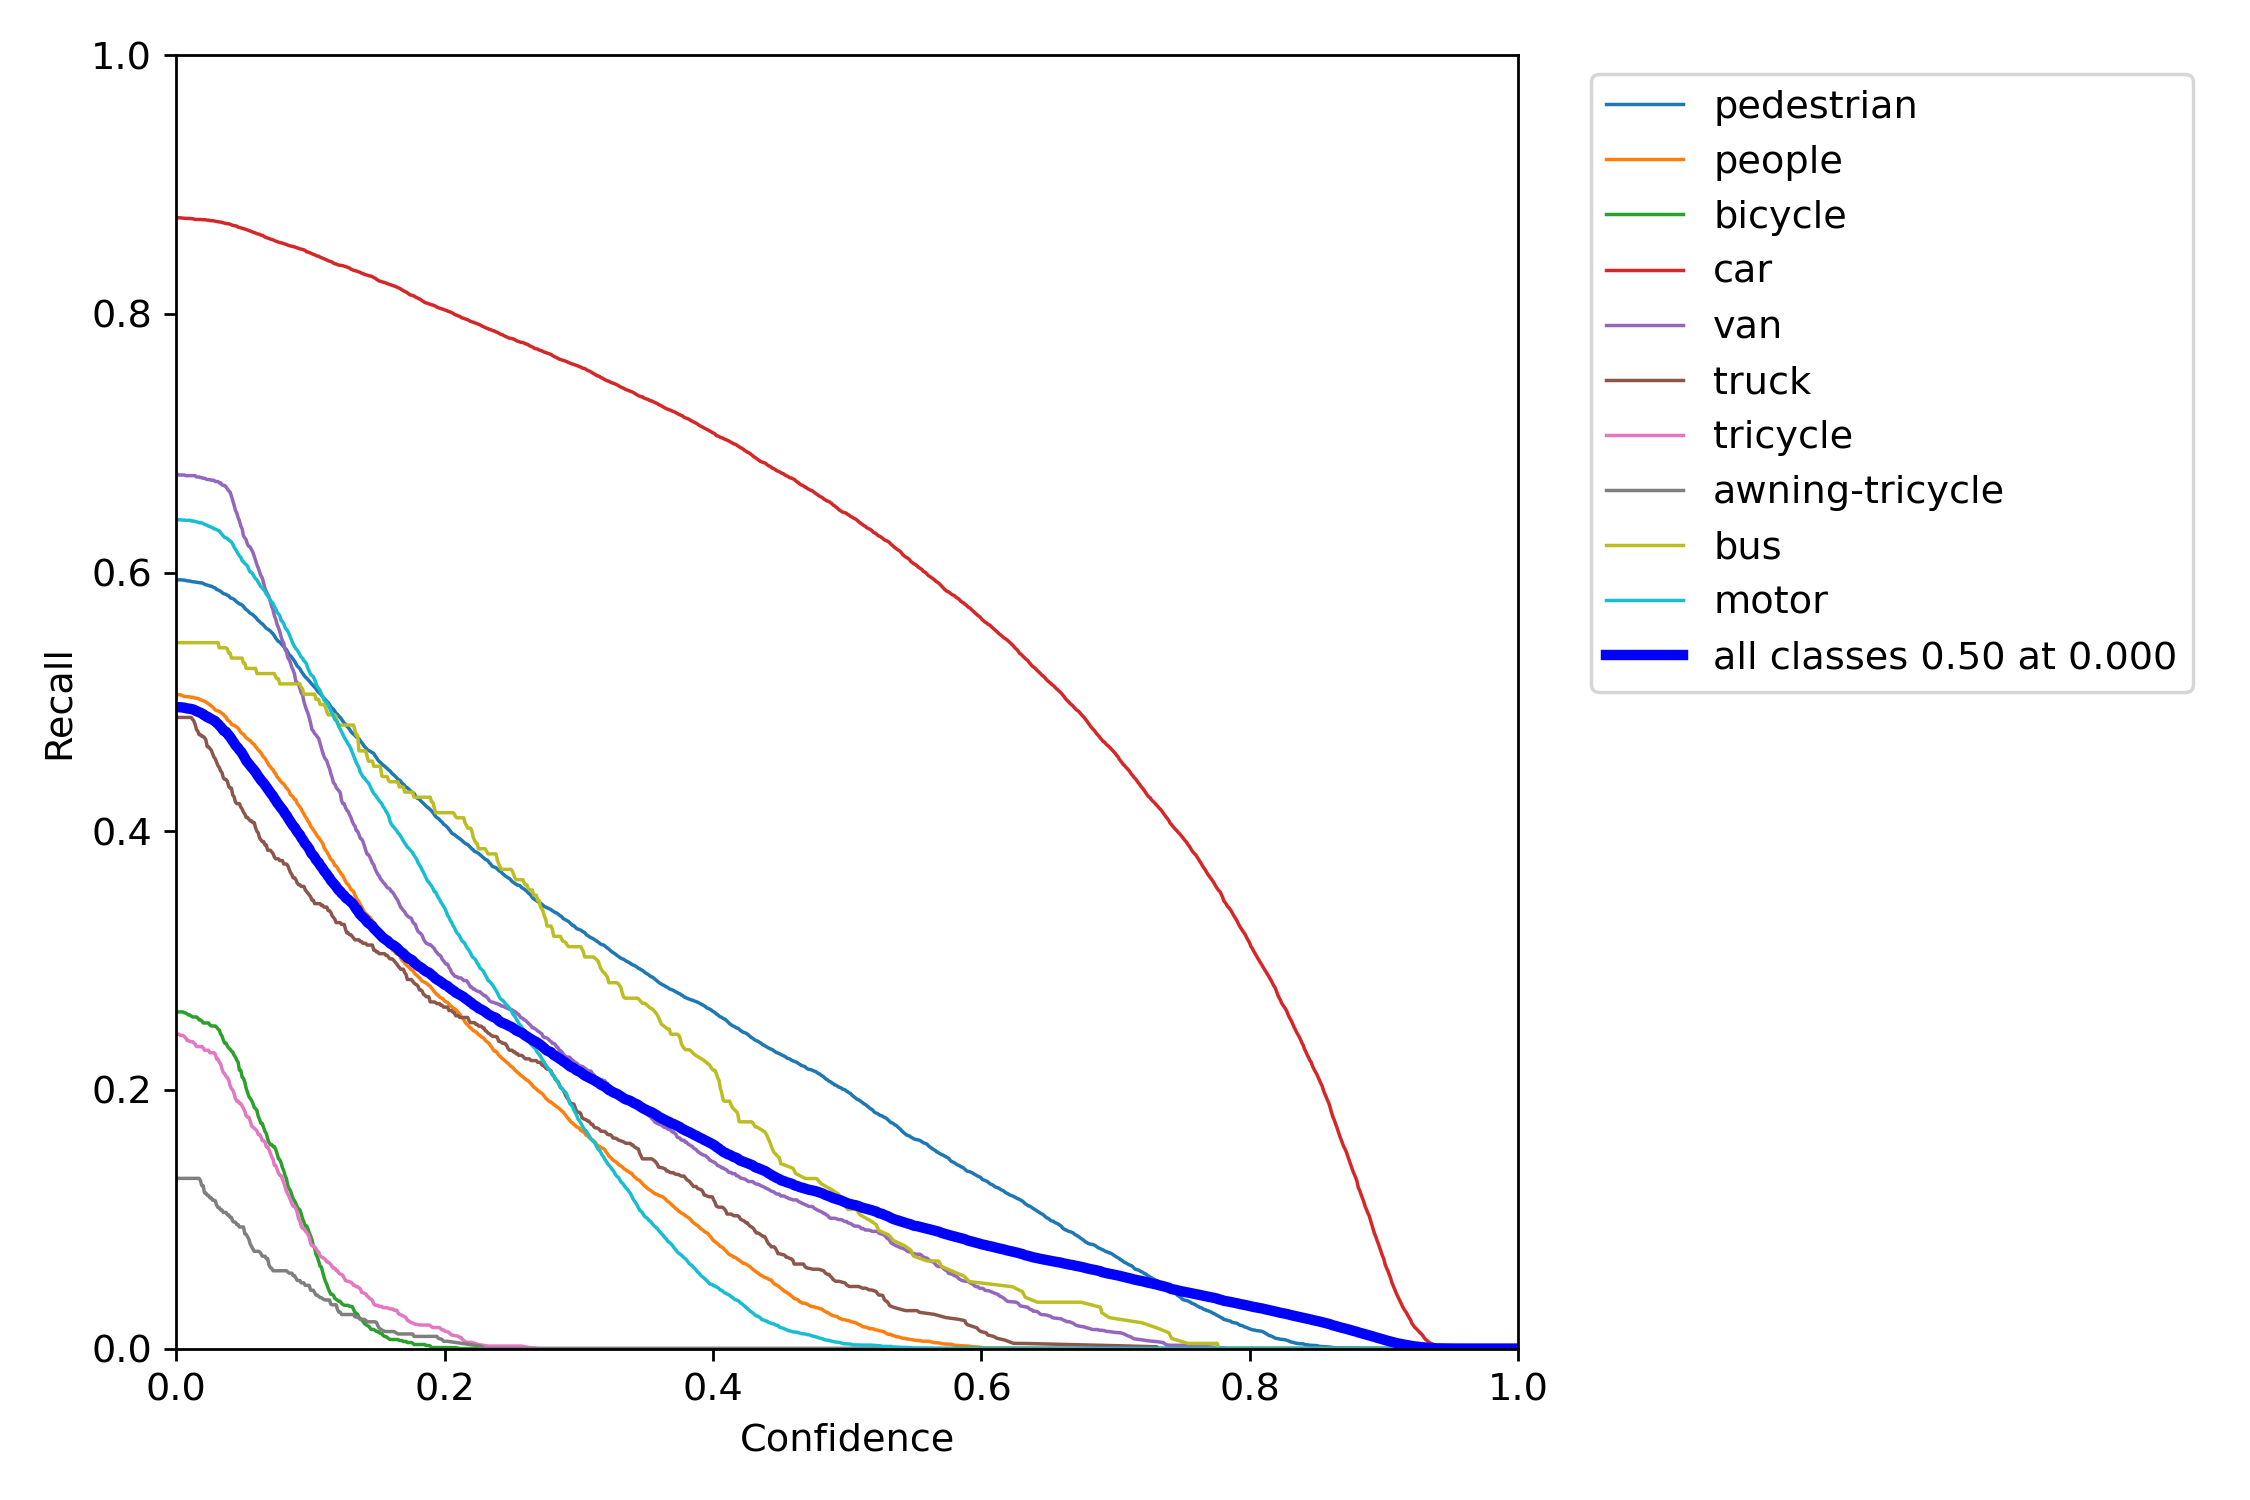 1.0
0.8
0.6
0.4
0.2
0.0
Recall
0.0 0.2 0.4 0.6 0.8 1.0
Confidence
pedestrian
people
bicycle
car
van
truck
tricycle
awning-tricycle
bus
motor
all classes 0.50 at 0.000